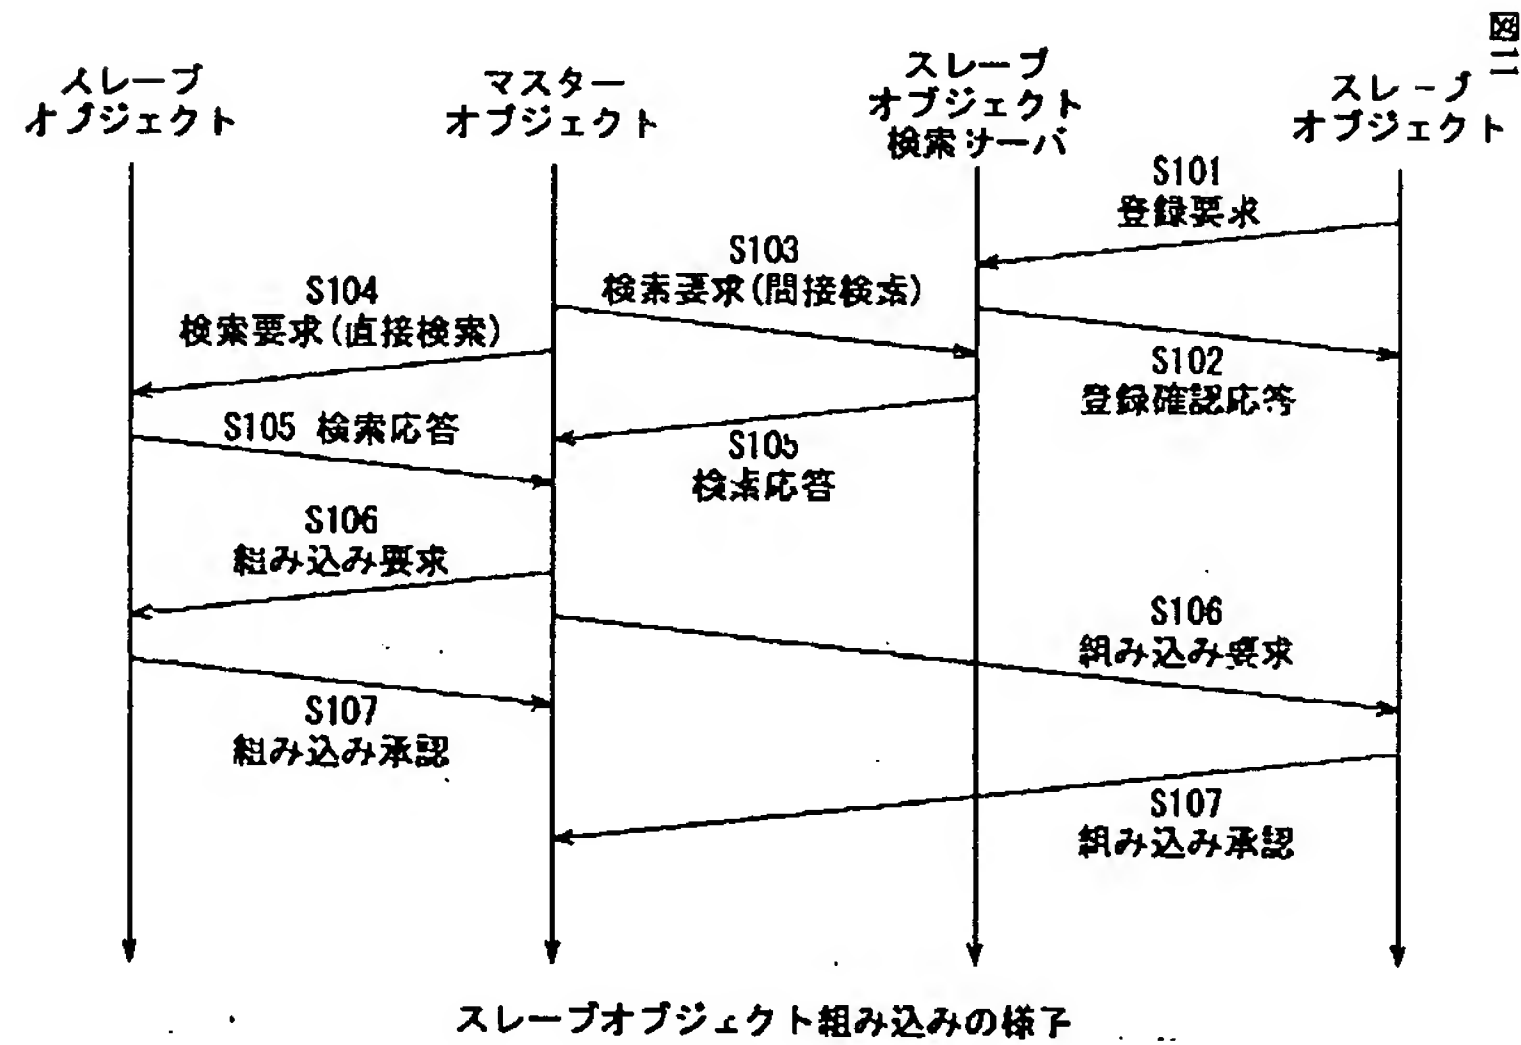 図二
スレーブ
オブジェクト
マスター
オブジェクト
スレーブ
オブジェクト
検索サーバ
スレーブ
オブジェクト
S101
登録要求
S103
検索要求(間接検索)
S104
検索要求(直接検索)
S102
登録確認応答
S105 検索応答
S105
検索応答
S106
組み込み要求
S106
組み込み要求
S107
組み込み承認
S107
組み込み承認
スレーブオブジェクト組み込みの様子